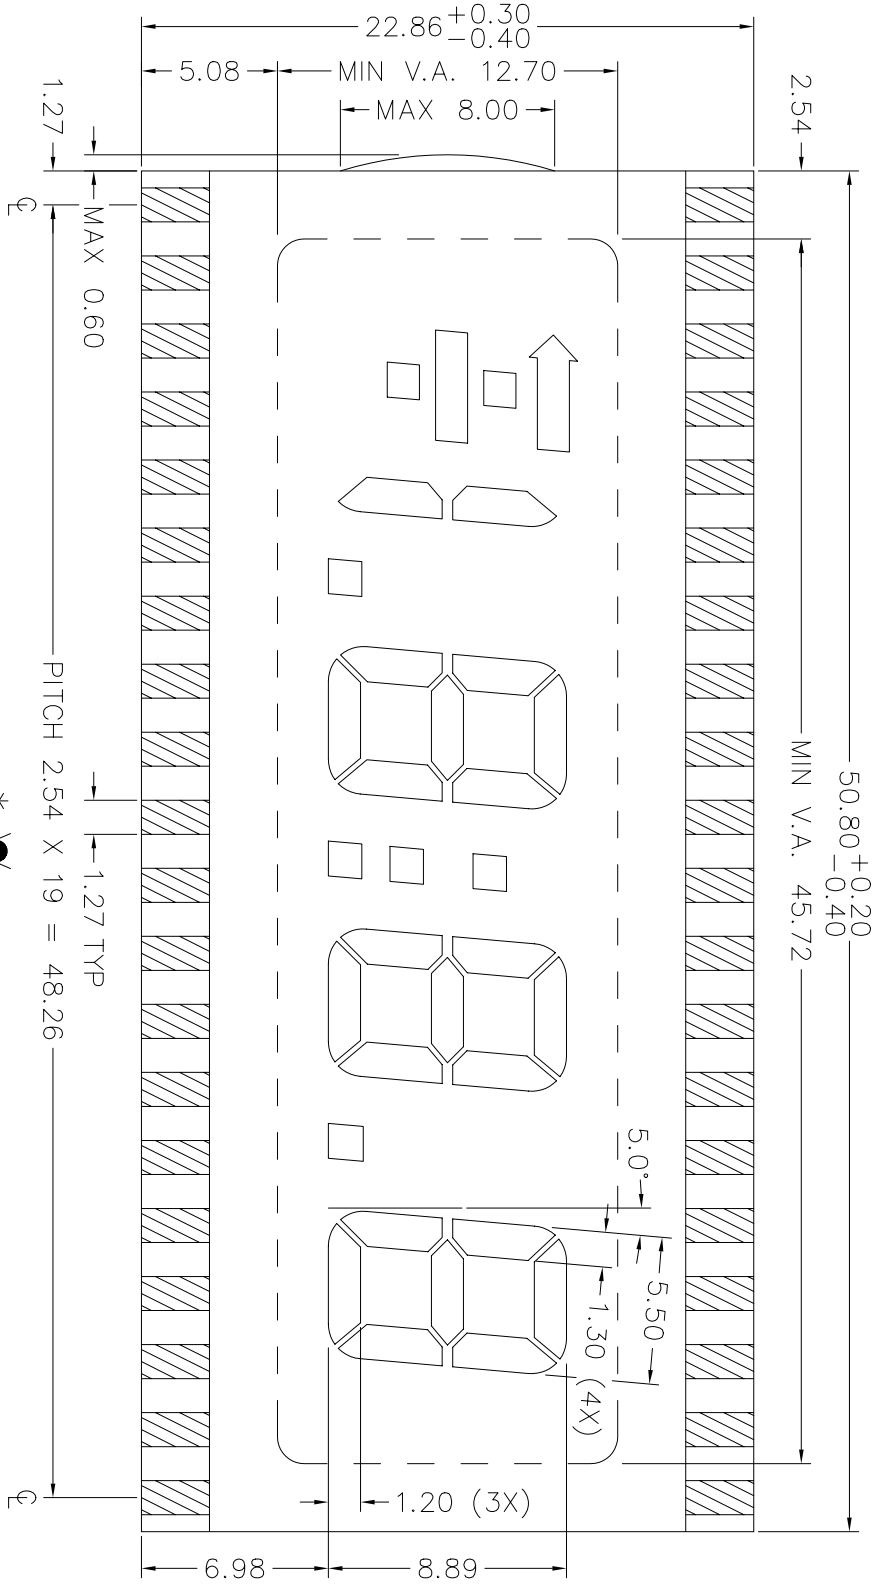 22.86 +0.30 -0.40
5.08
MIN V.A. 12.70
MAX 8.00
1.27
2.54
MAX 0.60
℄
PITCH 2.54 X 19 = 48.26
1.27 TYP
50.80 +0.20 -0.40
MIN V.A. 45.72
5.0°
5.50
1.30 (4X)
℄
1.20 (3X)
6.98
8.89